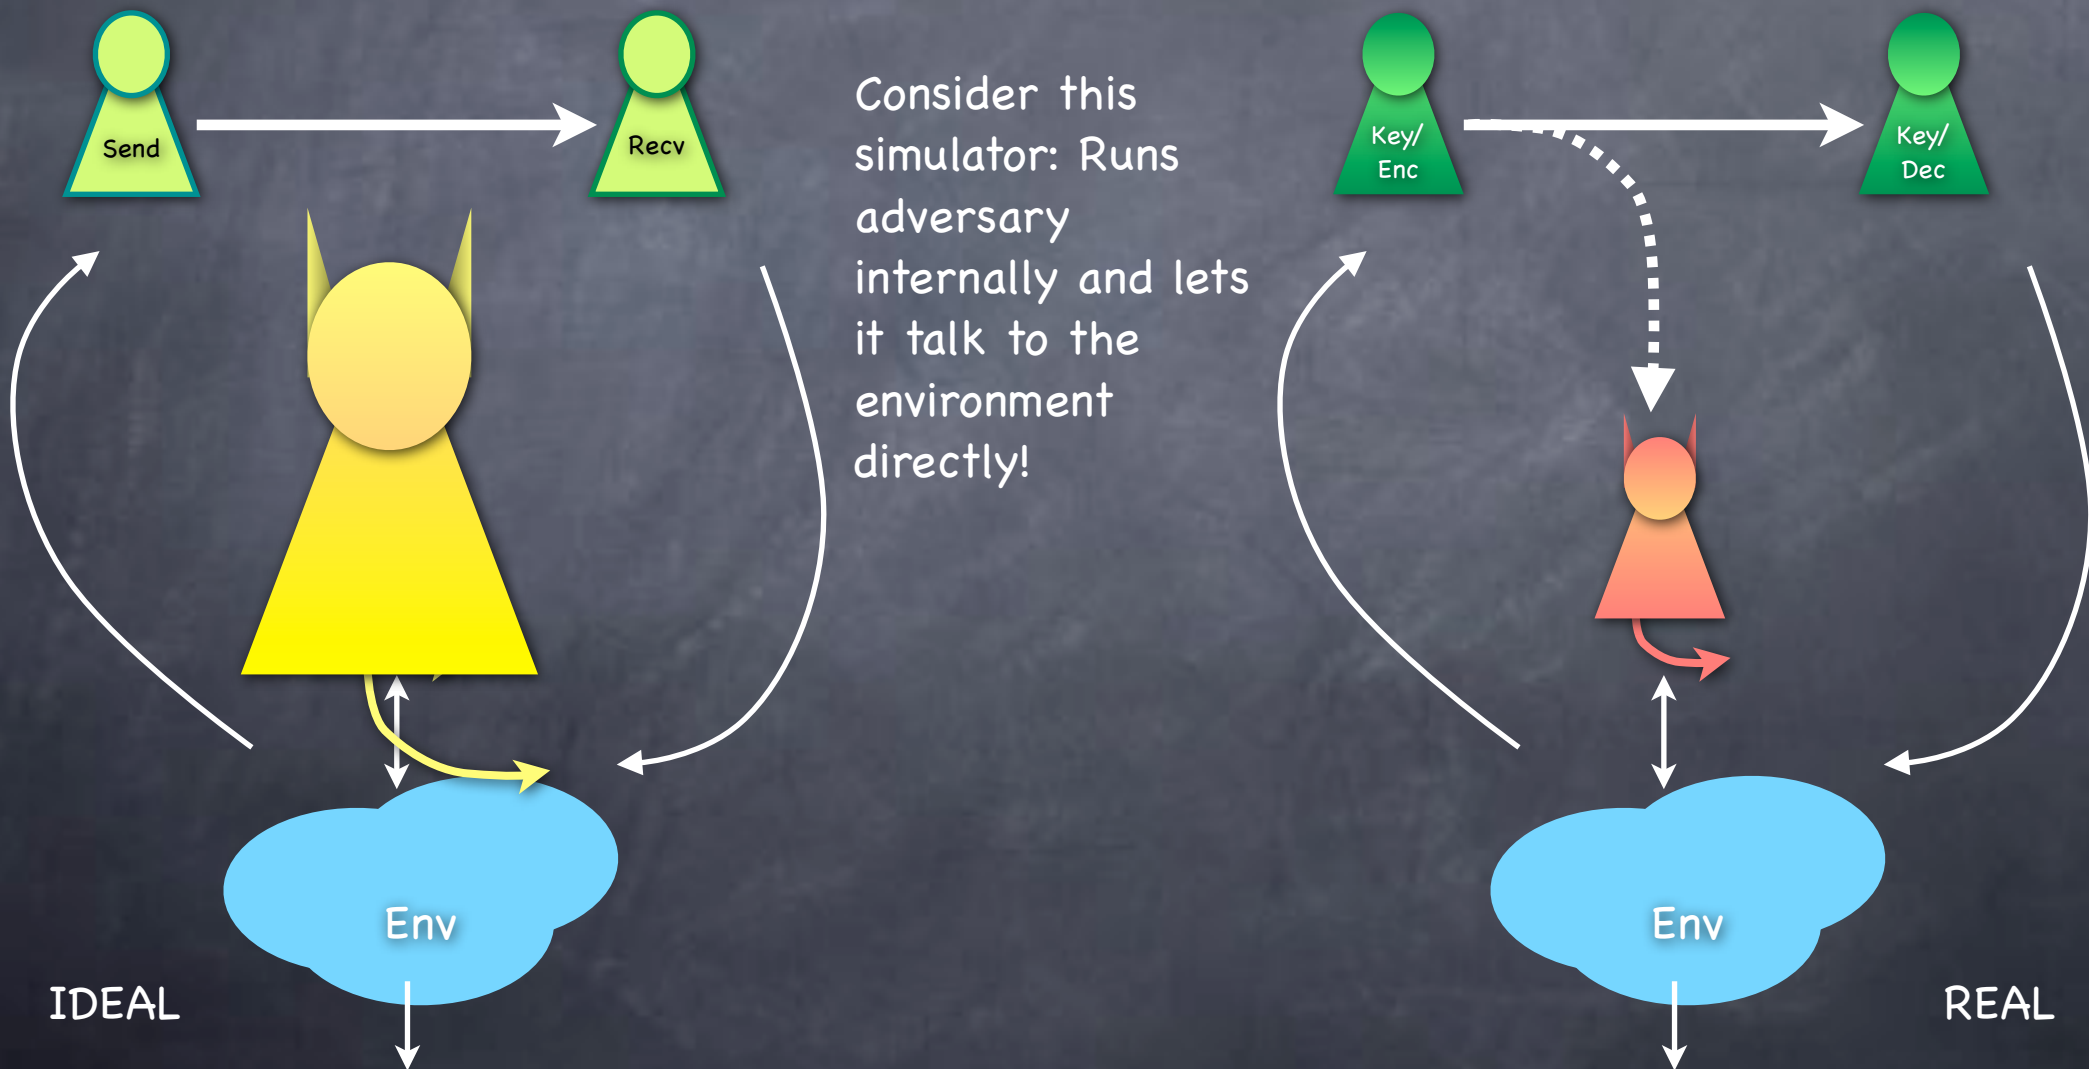 Send
Recv
Consider this
simulator: Runs
adversary
internally and lets
it talk to the
environment
directly!
Key/
Enc
Key/
Dec
Env
Env
IDEAL
REAL